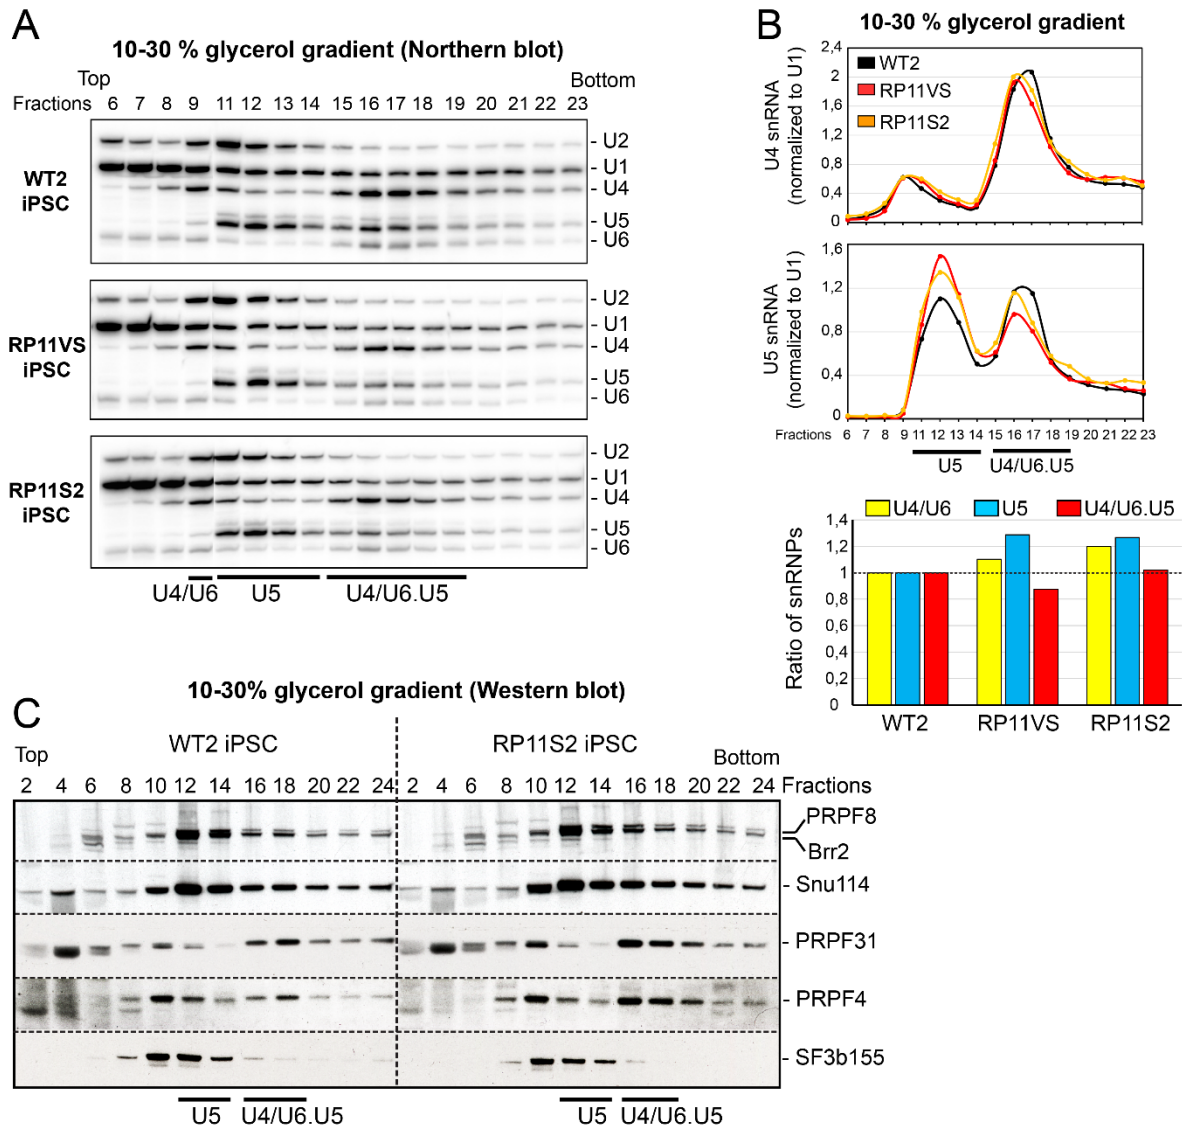 A
10-30 % glycerol gradient (Northern blot)
Top
Bottom
Fractions 6 7 8 9 11 12 13 14 15 16 17 18 19 20 21 22 23
WT2
iPSC
- U2
- U1
- U4
- U5
- U6
RP11VS
iPSC
- U2
- U1
- U4
- U5
- U6
RP11S2
iPSC
- U2
- U1
- U4
- U5
- U6
U4/U6 U5 U4/U6.U5
B
10-30 % glycerol gradient
U4 snRNA
(normalized to U1)
2,4
2
1,6
1,2
0,8
0,4
0
WT2
RP11VS
RP11S2
U5 snRNA
(normalized to U1)
1,6
1,2
0,8
0,4
0
Fractions 6 7 8 9 11 12 13 14 15 16 17 18 19 20 21 22 23
U5 U4/U6.U5
U4/U6 U5 U4/U6.U5
Ratio of snRNPs
1,4
1,2
1
0,8
0,6
0,4
0,2
0
WT2 RP11VS RP11S2
10-30% glycerol gradient (Western blot)
C
Top
WT2 iPSC RP11S2 iPSC
Bottom
2 4 6 8 10 12 14 16 18 20 22 24 2 4 6 8 10 12 14 16 18 20 22 24 Fractions
PRPF8
Brr2
- Snu114
- PRPF31
- PRPF4
- SF3b155
U5 U4/U6.U5 U5 U4/U6.U5